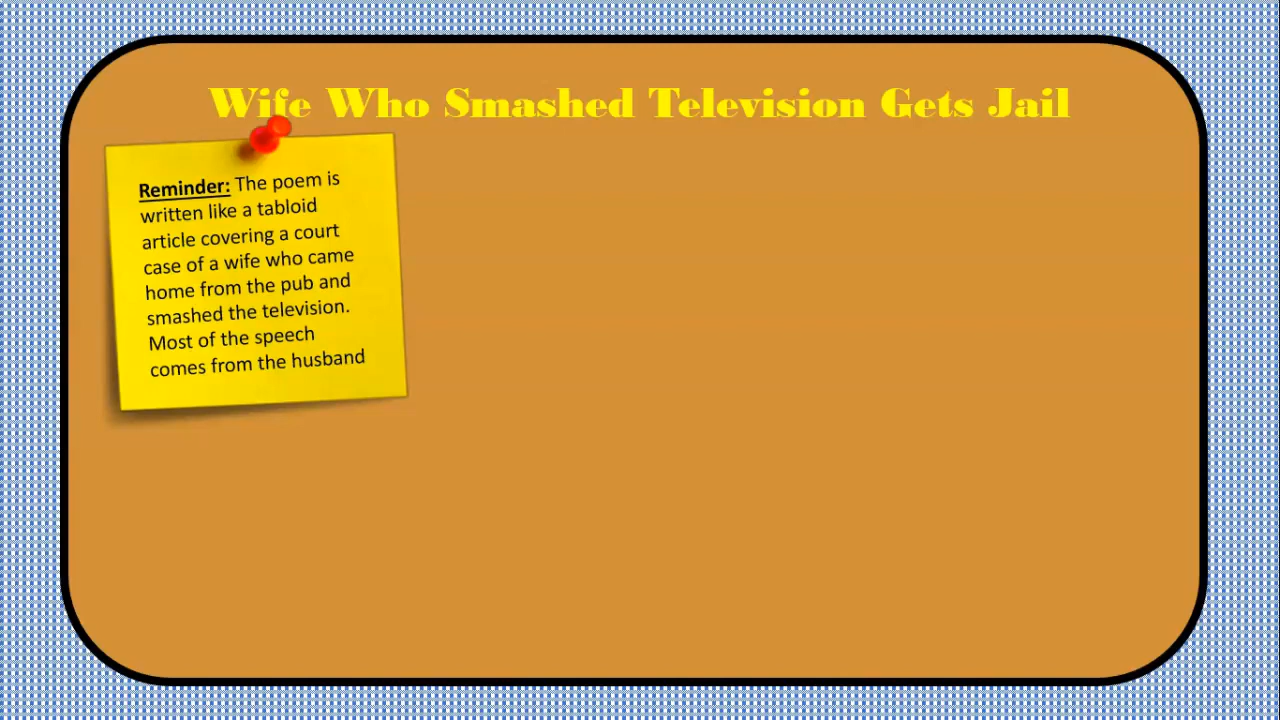 Wife Who Smashed Television Gets Jail
Reminder: The poem is
written like a tabloid
article covering a court
case of a wife who came
home from the pub and
smashed the television.
Most of the speech
comes from the husband